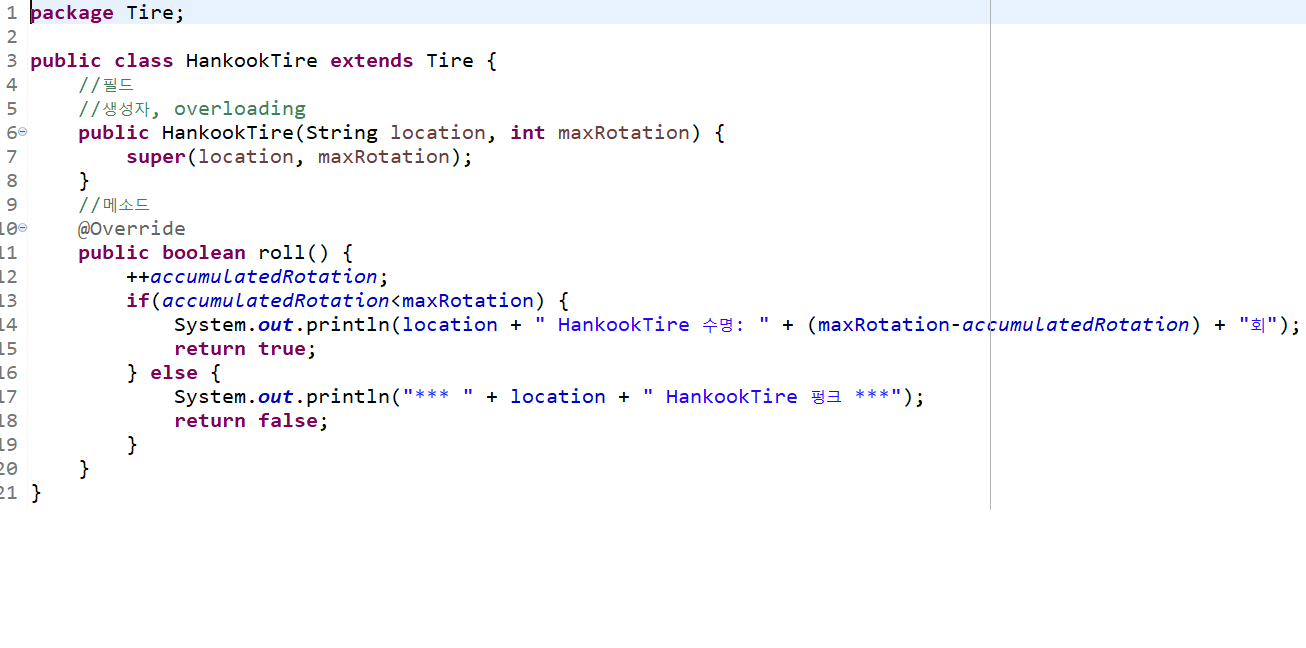 1 package Tire;
2
3 public class HankookTire extends Tire {
4     //필드
5     //생성자, overloading
6     public HankookTire(String location, int maxRotation) {
7         super(location, maxRotation);
8     }
9     //메소드
10     @Override
11     public boolean roll() {
12         ++accumulatedRotation;
13         if(accumulatedRotation<maxRotation) {
14             System.out.println(location + " HankookTire 수명: " + (maxRotation-accumulatedRotation) + "회");
15             return true;
16         } else {
17             System.out.println("*** " + location + " HankookTire 펑크 ***");
18             return false;
19         }
20     }
21 }